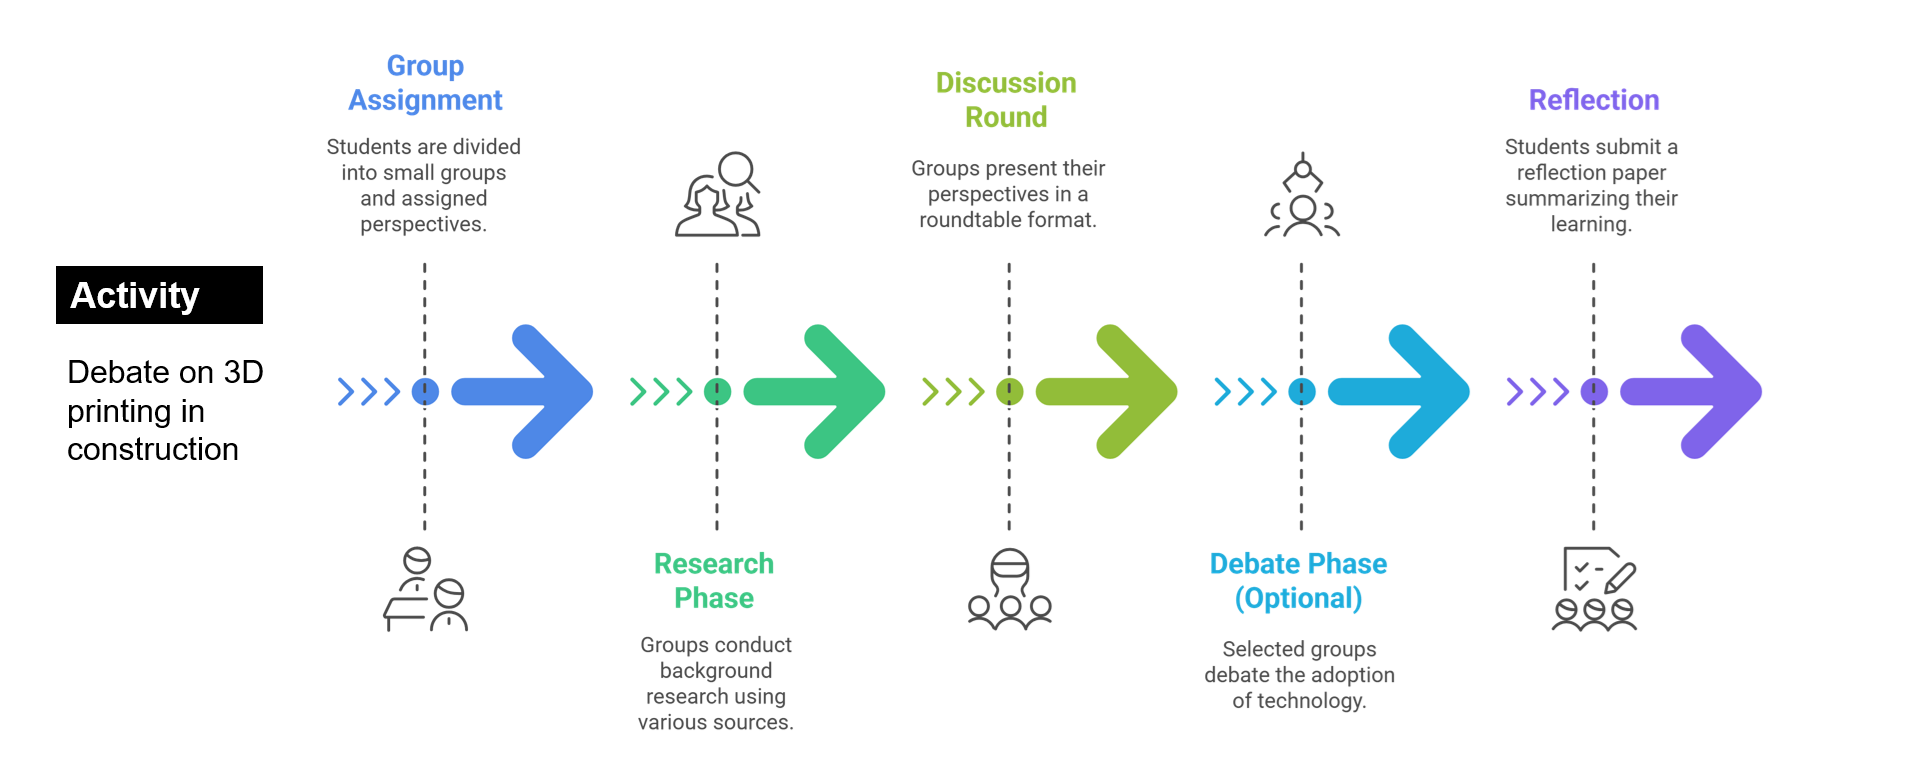 Activity
Debate on 3D
printing in
construction
Group
Assignment
Students are divided
into small groups
and assigned
perspectives.
Research
Phase
Groups conduct
background
research using
various sources.
Discussion
Round
Groups present their
perspectives in a
roundtable format.
Debate Phase
(Optional)
Selected groups
debate the adoption
of technology.
Reflection
Students submit a
reflection paper
summarizing their
learning.